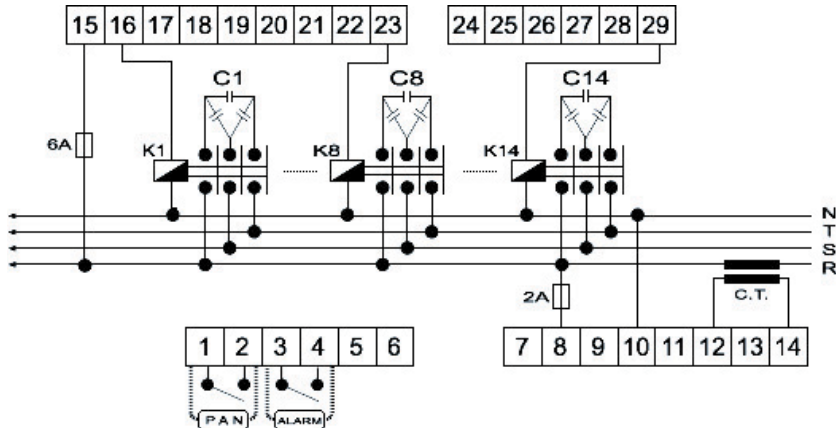 15 16 17 18 19 20 21 22 23
24 25 26 27 28 29
C1
C8
C14
6A
K1
K8
K14
N
T
S
R
2A
C.T.
1 2 3 4 5 6
7 8 9 10 11 12 13 14
PAN
ALARM